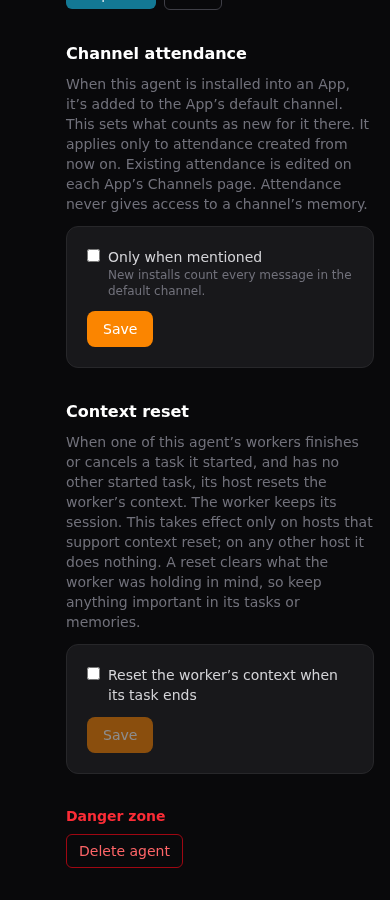 Channel attendance
When this agent is installed into an App,
it’s added to the App’s default channel.
This sets what counts as new for it there. It
applies only to attendance created from
now on. Existing attendance is edited on
each App’s Channels page. Attendance
never gives access to a channel’s memory.
Only when mentioned
New installs count every message in the
default channel.
Save
Context reset
When one of this agent’s workers finishes
or cancels a task it started, and has no
other started task, its host resets the
worker’s context. The worker keeps its
session. This takes effect only on hosts that
support context reset; on any other host it
does nothing. A reset clears what the
worker was holding in mind, so keep
anything important in its tasks or
memories.
Reset the worker’s context when
its task ends
Save
Danger zone
Delete agent